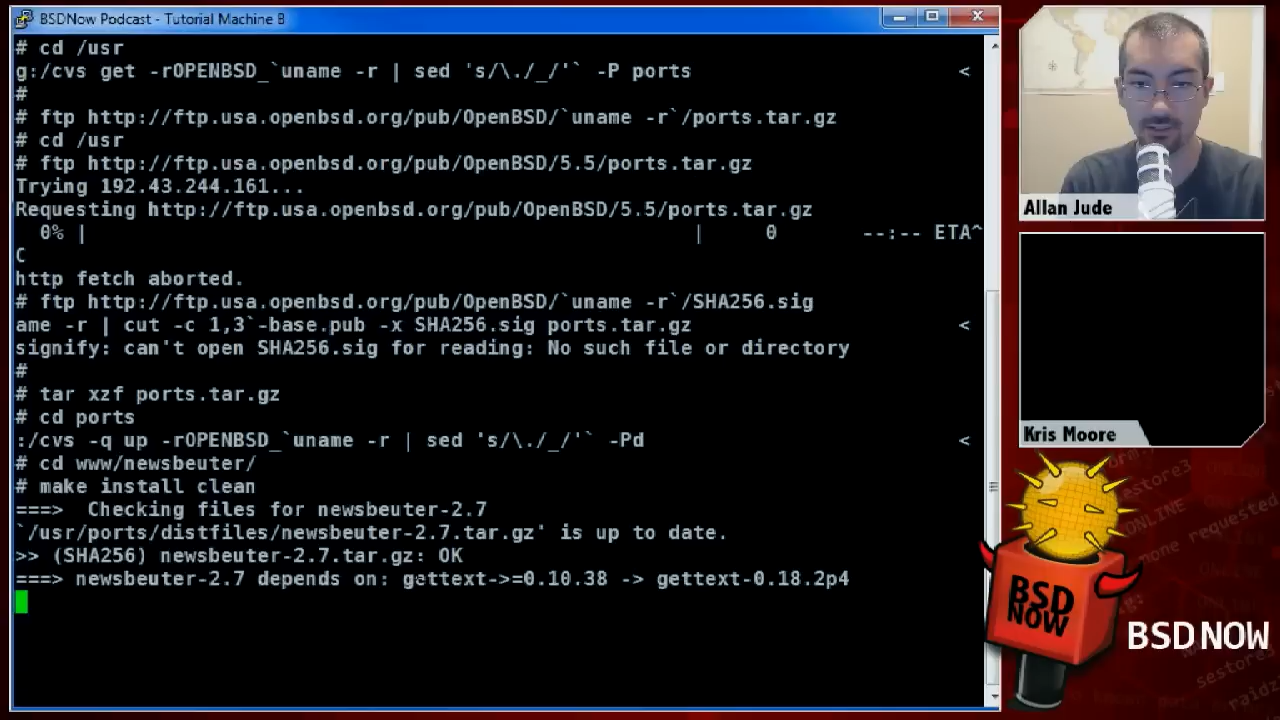 BSDNow Podcast - Tutorial Machine B
# cd /usr
g:/cvs get -rOPENBSD_`uname -r | sed 's/\./_/'` -P ports <
#
# ftp http://ftp.usa.openbsd.org/pub/OpenBSD/`uname -r`/ports.tar.gz
# cd /usr
# ftp http://ftp.usa.openbsd.org/pub/OpenBSD/5.5/ports.tar.gz
Trying 192.43.244.161...
Requesting http://ftp.usa.openbsd.org/pub/OpenBSD/5.5/ports.tar.gz
0% | | 0 --:-- ETA^
C
http fetch aborted.
# ftp http://ftp.usa.openbsd.org/pub/OpenBSD/`uname -r`/SHA256.sig
ame -r | cut -c 1,3`-base.pub -x SHA256.sig ports.tar.gz <
signify: can't open SHA256.sig for reading: No such file or directory
#
# tar xzf ports.tar.gz
# cd ports
:/cvs -q up -rOPENBSD_`uname -r | sed 's/\./_/'` -Pd <
# cd www/newsbeuter/
# make install clean
===> Checking files for newsbeuter-2.7
`/usr/ports/distfiles/newsbeuter-2.7.tar.gz' is up to date.
>> (SHA256) newsbeuter-2.7.tar.gz: OK
===> newsbeuter-2.7 depends on: gettext->=0.10.38 -> gettext-0.18.2p4
Allan Jude
Kris Moore
BSD
NOW
BSD NOW